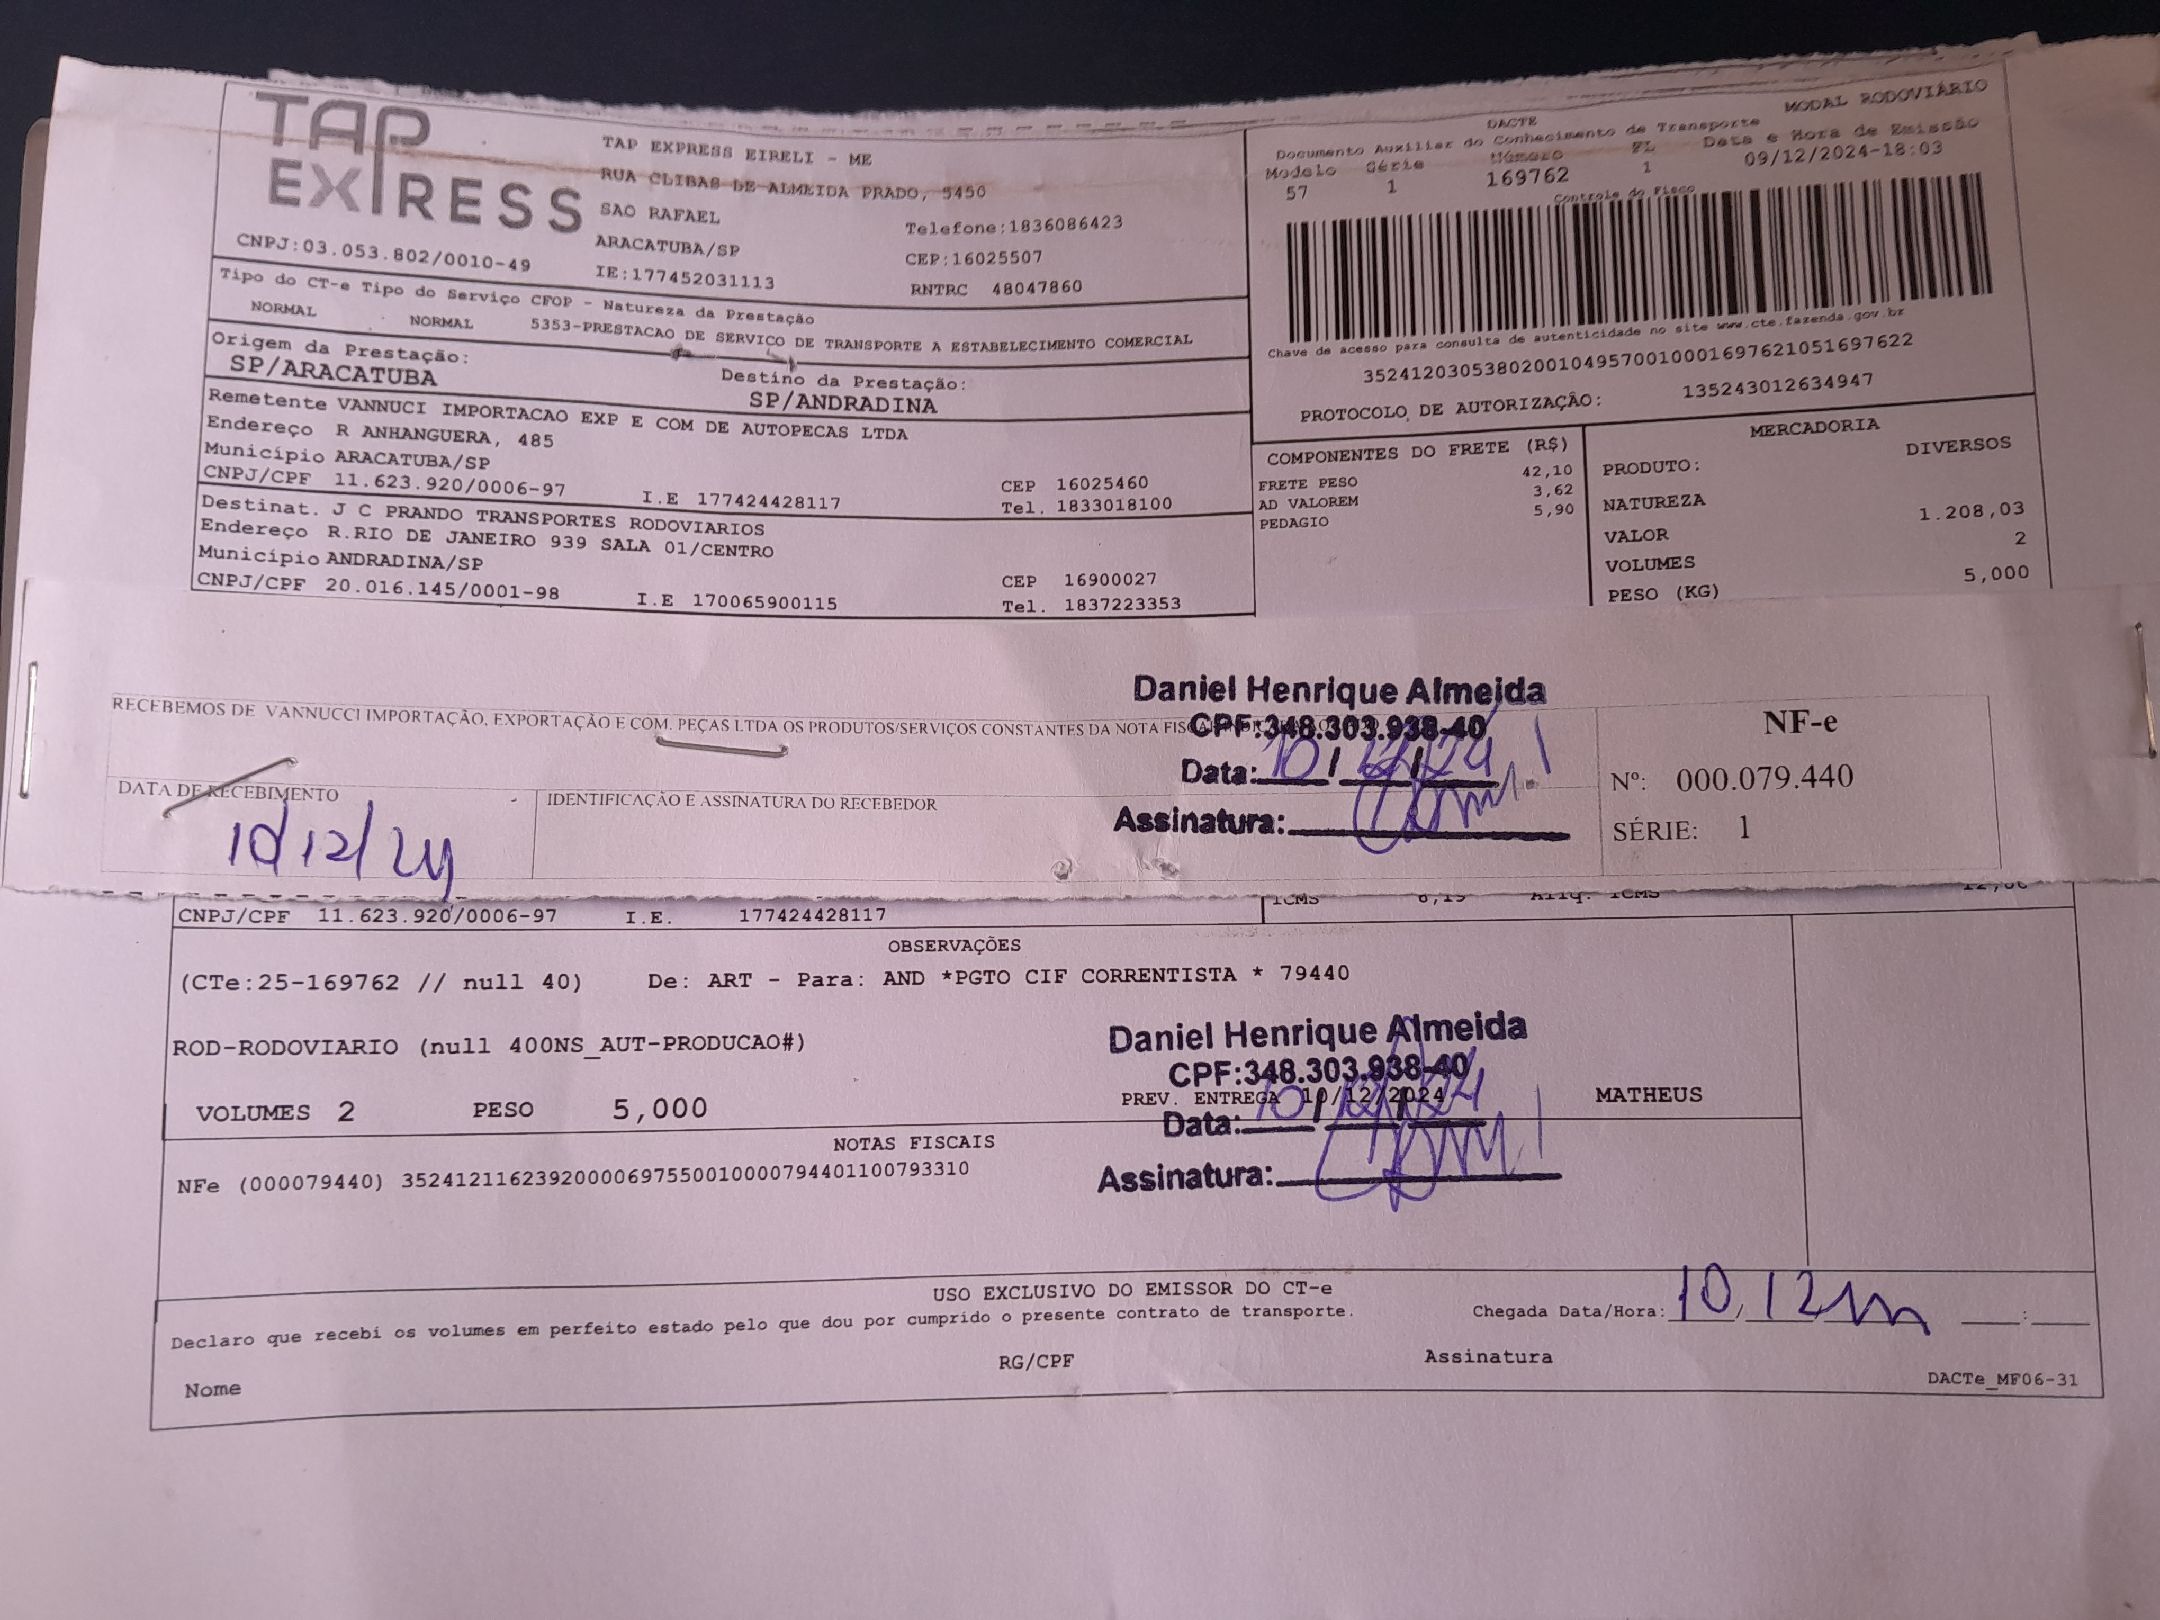 TAP EXPRESS
TAP EXPRESS EIRELI - ME
RUA CLIBAS DE ALMEIDA PRADO, 5450
SAO RAFAEL
Telefone:1836086423
ARACATUBA/SP
CEP:16025507
CNPJ:03.053.802/0010-49
IE:177452031113
RNTRC 48047860
DACTE
MODAL RODOVIÁRIO
Documento Auxiliar do Conhecimento de Transporte
Modelo Série Número FL Data e Hora de Emissão
57 1 169762 1 09/12/2024-18:03
Controle do Fisco
Chave de acesso para consulta de autenticidade no site www.cte.fazenda.gov.br
35241203053802001049570010001697621051697622
PROTOCOLO DE AUTORIZAÇÃO: 135243012634947
Tipo do CT-e Tipo do Serviço CFOP - Natureza da Prestação
NORMAL NORMAL 5353-PRESTACAO DE SERVICO DE TRANSPORTE A ESTABELECIMENTO COMERCIAL
Origem da Prestação: Destino da Prestação:
SP/ARACATUBA SP/ANDRADINA
Remetente VANNUCI IMPORTACAO EXP E COM DE AUTOPECAS LTDA
Endereço R ANHANGUERA, 485
Município ARACATUBA/SP CEP 16025460
CNPJ/CPF 11.623.920/0006-97 I.E 177424428117 Tel. 1833018100
Destinat. J C PRANDO TRANSPORTES RODOVIARIOS
Endereço R.RIO DE JANEIRO 939 SALA 01/CENTRO
Município ANDRADINA/SP CEP 16900027
CNPJ/CPF 20.016.145/0001-98 I.E 170065900115 Tel. 1837223353
COMPONENTES DO FRETE (R$)
FRETE PESO 42,10
AD VALOREM 3,62
PEDAGIO 5,90
MERCADORIA
PRODUTO: DIVERSOS
NATUREZA
VALOR 1.208,03
VOLUMES 2
PESO (KG) 5,000
RECEBEMOS DE VANNUCCI IMPORTAÇÃO, EXPORTAÇÃO E COM. PEÇAS LTDA OS PRODUTOS/SERVIÇOS CONSTANTES DA NOTA
Daniel Henrique Almeida
CPF:348.303.938-40
Data: 10/12/24
Assinatura:
NF-e
Nº: 000.079.440
SÉRIE: 1
DATA DE RECEBIMENTO
10/12/24
IDENTIFICAÇÃO E ASSINATURA DO RECEBEDOR
CNPJ/CPF 11.623.920/0006-97 I.E. 177424428117
ICMS 6,19 Aliq. ICMS 12,00
OBSERVAÇÕES
(CTe:25-169762 // null 40) De: ART - Para: AND *PGTO CIF CORRENTISTA * 79440
ROD-RODOVIARIO (null 400NS_AUT-PRODUCAO#)
Daniel Henrique Almeida
CPF:348.303.938-40
VOLUMES 2 PESO 5,000 PREV. ENTREGA 10/12/2024 MATHEUS
Data: 10/12/24
Assinatura:
NOTAS FISCAIS
NFe (000079440) 35241211623920000697550010000794401100793310
USO EXCLUSIVO DO EMISSOR DO CT-e
Declaro que recebi os volumes em perfeito estado pelo que dou por cumprido o presente contrato de transporte.
Chegada Data/Hora: 10/12
Nome RG/CPF Assinatura
DACTe_MF06-31